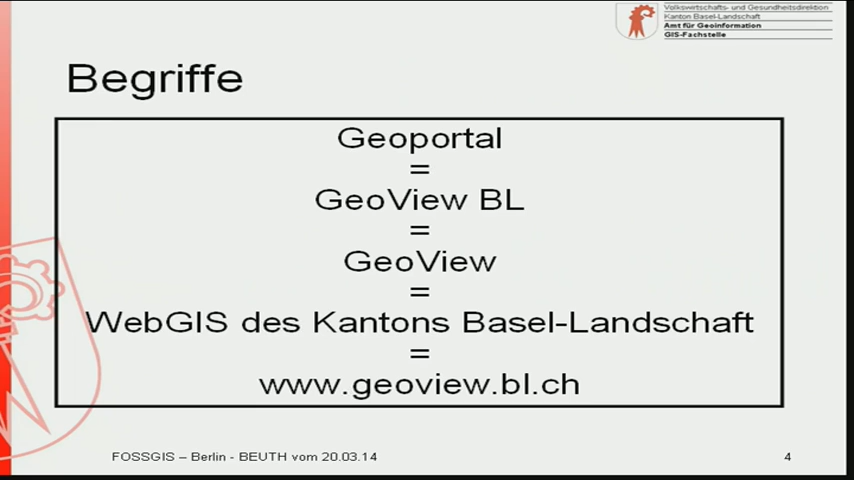 Volkswirtschafts- und Gesundheitsdirektion
Kanton Basel-Landschaft
Amt für Geoinformation
GIS-Fachstelle
Begriffe
Geoportal
=
GeoView BL
=
GeoView
=
WebGIS des Kantons Basel-Landschaft
=
www.geoview.bl.ch
FOSSGIS – Berlin - BEUTH vom 20.03.14
4